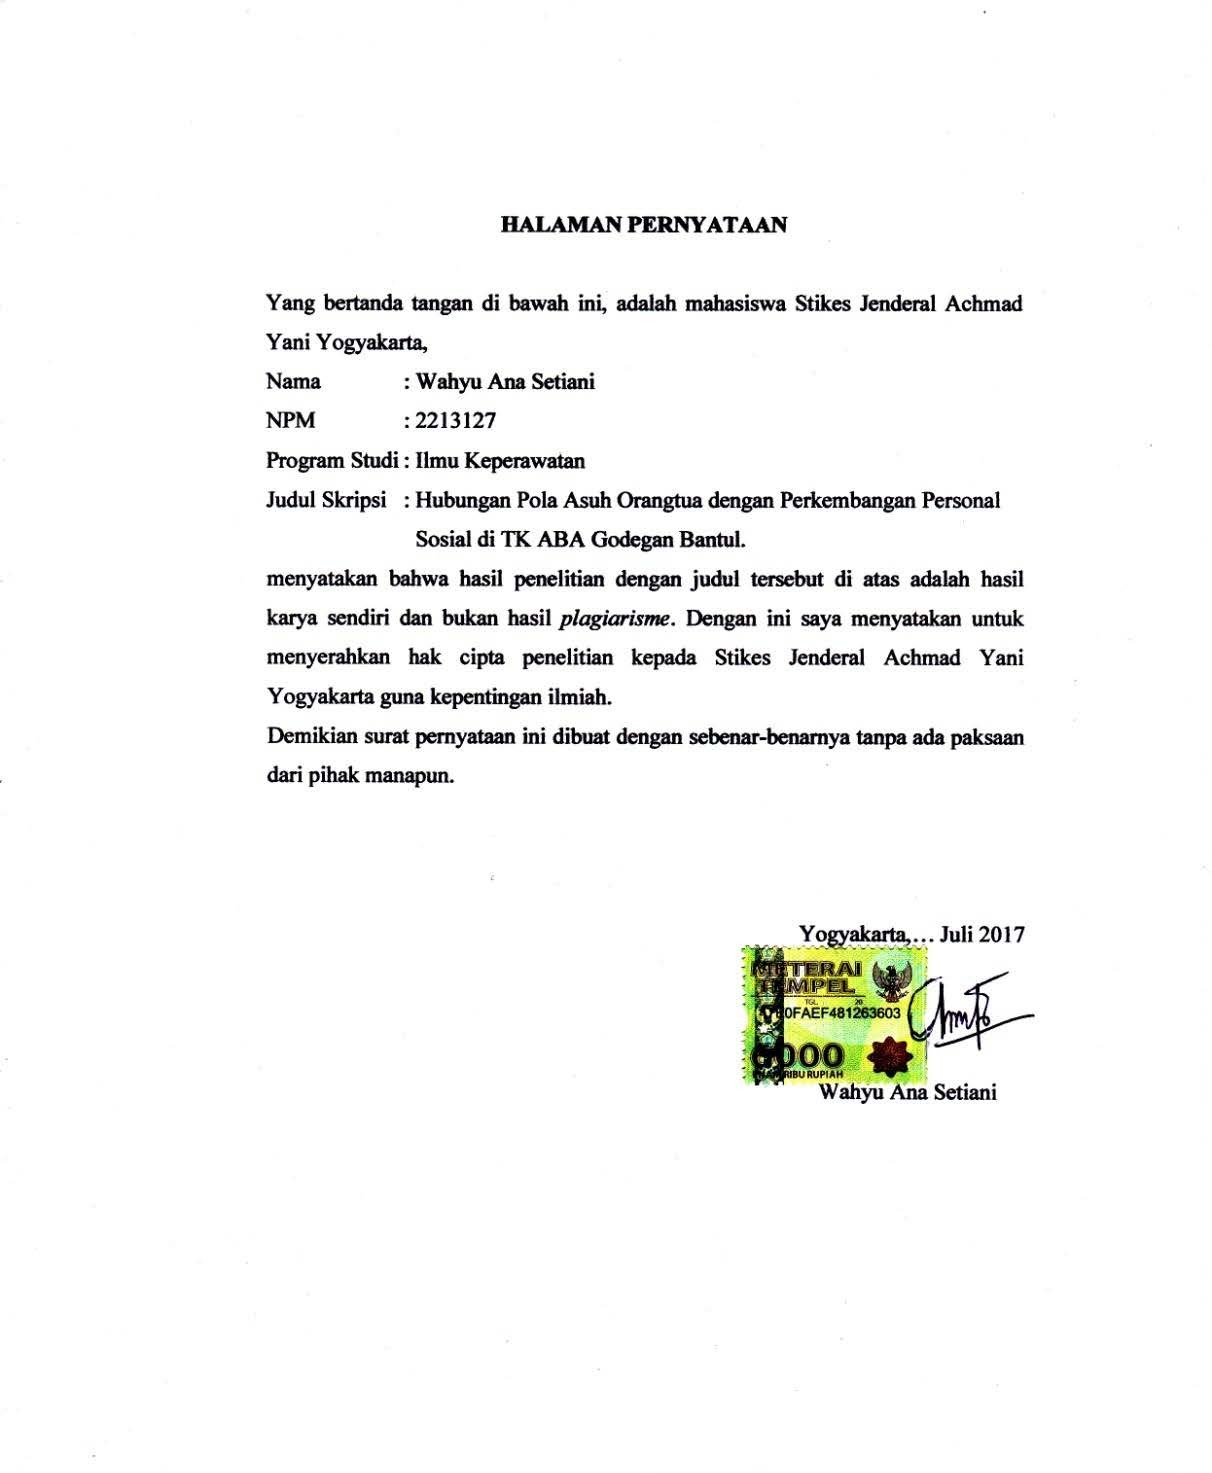 HALAMAN PERNYATAAN
Yang bertanda tangan di bawah ini, adalah mahasiswa Stikes Jenderal Achmad
Yani Yogyakarta,
Nama : Wahyu Ana Setiani
NPM : 2213127
Program Studi : Ilmu Keperawatan
Judul Skripsi : Hubungan Pola Asuh Orangtua dengan Perkembangan Personal
Sosial di TK ABA Godegan Bantul.
menyatakan bahwa hasil penelitian dengan judul tersebut di atas adalah hasil
karya sendiri dan bukan hasil plagiarisme. Dengan ini saya menyatakan untuk
menyerahkan hak cipta penelitian kepada Stikes Jenderal Achmad Yani
Yogyakarta guna kepentingan ilmiah.
Demikian surat pernyataan ini dibuat dengan sebenar-benarnya tanpa ada paksaan
dari pihak manapun.
Yogyakarta,... Juli 2017
METERAI
TEMPEL
TGL. 20
0FAEF481263603
6000
RIBU RUPIAH
Wahyu Ana Setiani